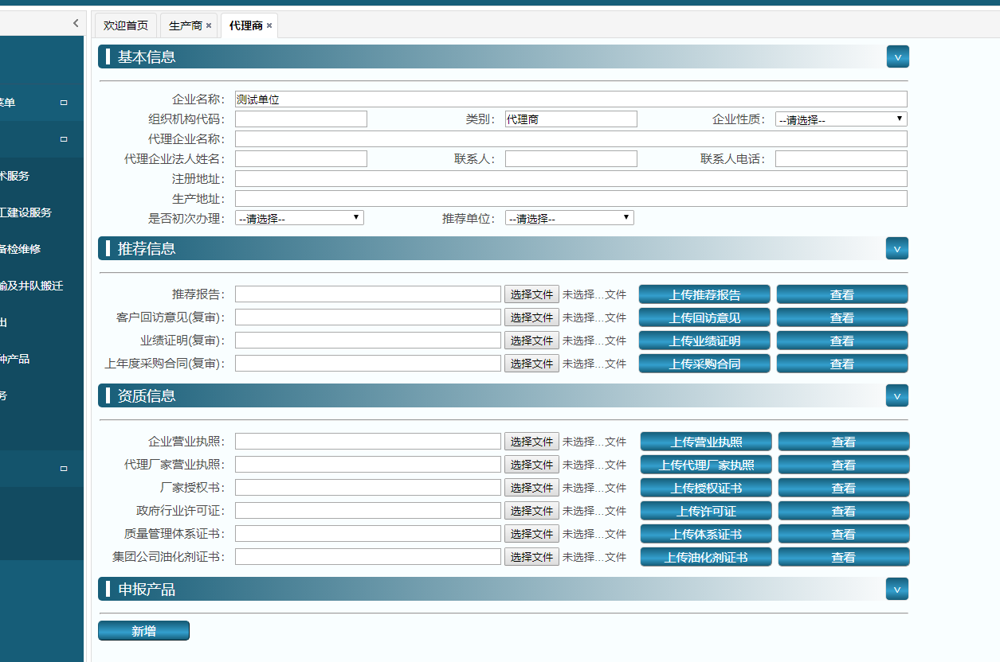 欢迎首页 生产商 × 代理商 ×
菜单
术服务
工建设服务
备检维修
输及井队搬迁
出
种产品
务
基本信息 v
企业名称： 测试单位
组织机构代码： 类别： 代理商 企业性质： --请选择--
代理企业名称：
代理企业法人姓名： 联系人： 联系人电话：
注册地址：
生产地址：
是否初次办理： --请选择-- 推荐单位： --请选择--
推荐信息 v
推荐报告： 选择文件 未选择...文件 上传推荐报告 查看
客户回访意见(复审)： 选择文件 未选择...文件 上传回访意见 查看
业绩证明(复审)： 选择文件 未选择...文件 上传业绩证明 查看
上年度采购合同(复审)： 选择文件 未选择...文件 上传采购合同 查看
资质信息 v
企业营业执照： 选择文件 未选择...文件 上传营业执照 查看
代理厂家营业执照： 选择文件 未选择...文件 上传代理厂家执照 查看
厂家授权书： 选择文件 未选择...文件 上传授权证书 查看
政府行业许可证： 选择文件 未选择...文件 上传许可证 查看
质量管理体系证书： 选择文件 未选择...文件 上传体系证书 查看
集团公司油化剂证书： 选择文件 未选择...文件 上传油化剂证书 查看
申报产品 v
新增